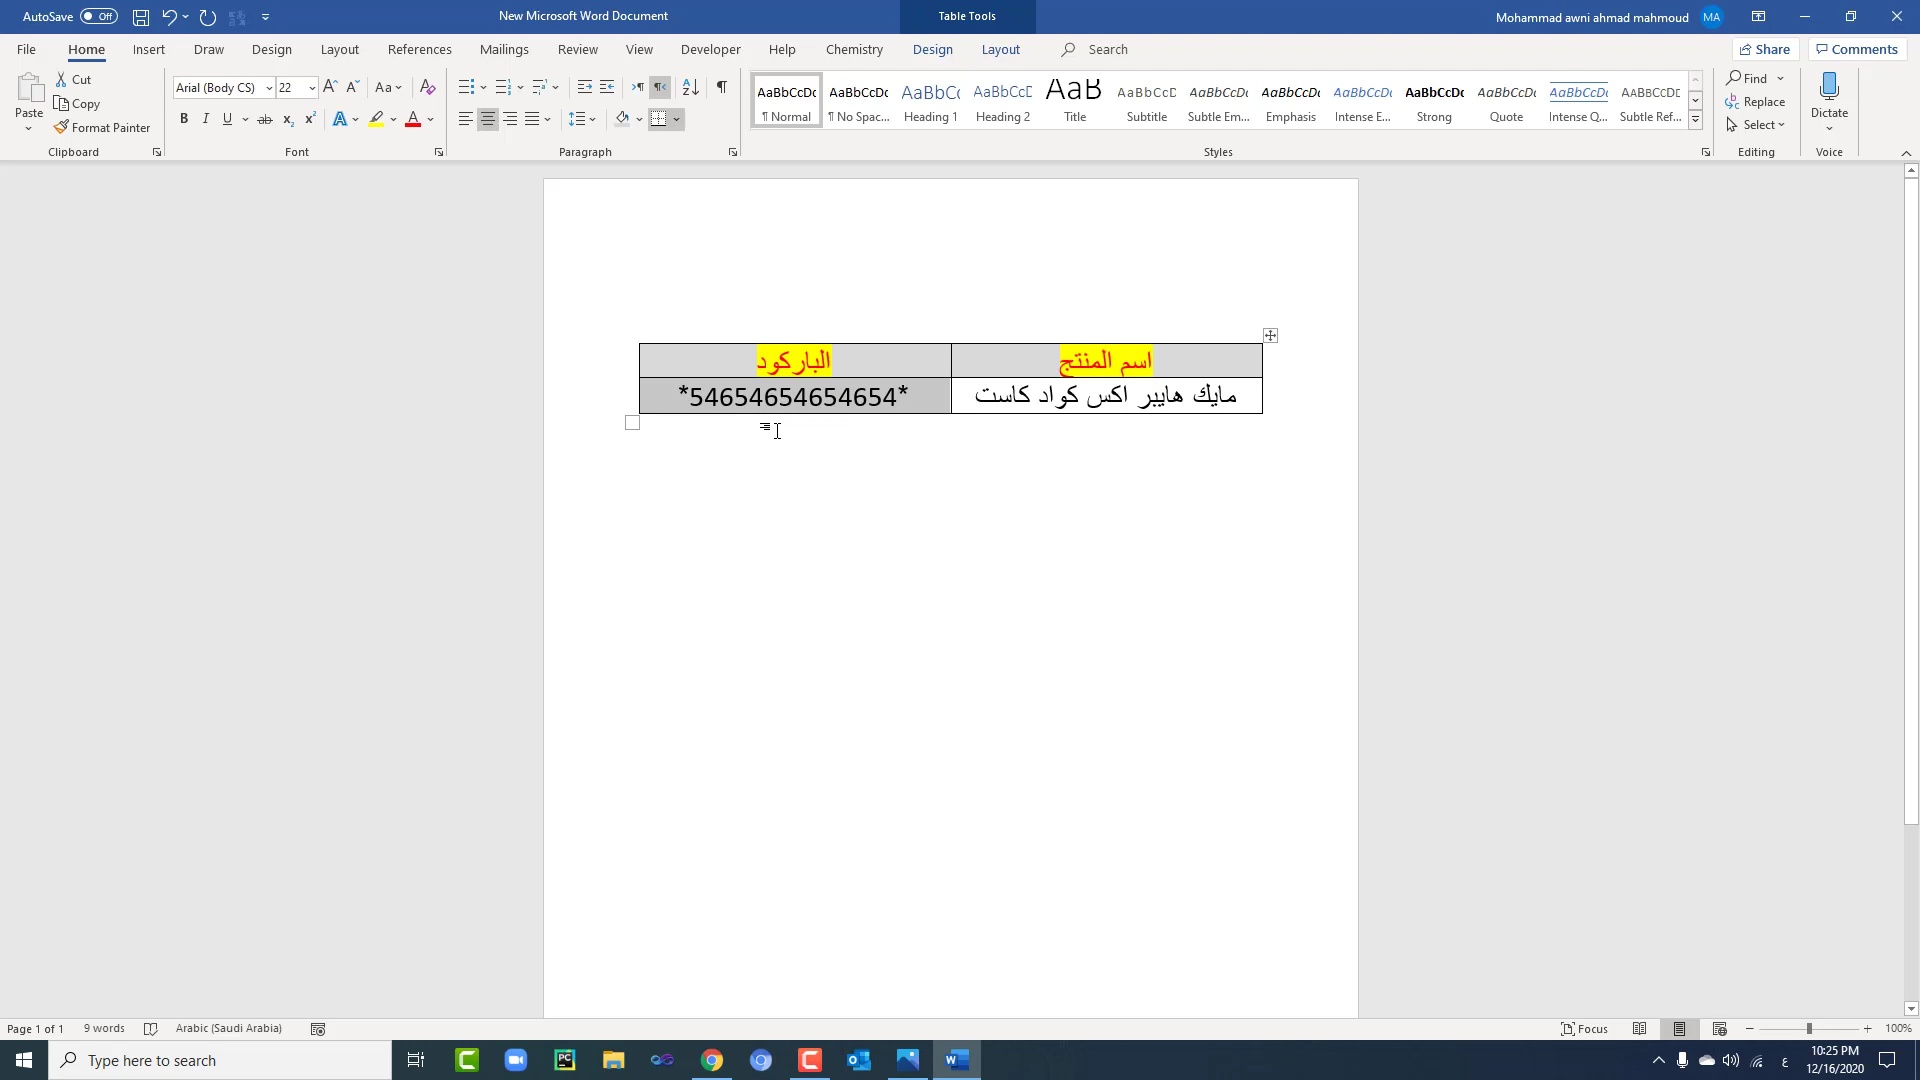 AutoSave Off
New Microsoft Word Document
Table Tools
Mohammad awni ahmad mahmoud MA
File Home Insert Draw Design Layout References Mailings Review View Developer Help Chemistry Design Layout Search Share Comments
Paste
Cut
Copy
Format Painter
Clipboard
Arial (Body CS) 22
Font
Paragraph
AaBbCcDc AaBbCcDc AaBbCc AaBbCcE AaB AaBbCcD AaBbCcDc AaBbCcDc AaBbCcDc AaBbCcDc AaBbCcDc AaBbCcDc AABBCCDE
¶ Normal ¶ No Spac... Heading 1 Heading 2 Title Subtitle Subtle Em... Emphasis Intense E... Strong Quote Intense Q... Subtle Ref...
Styles
Find
Replace
Select
Editing
Dictate
Voice
اسم المنتج الباركود
مايك هايبر اكس كواد كاست *54654654654654*
Page 1 of 1 9 words Arabic (Saudi Arabia) Focus 100%
Type here to search
ع
10:25 PM
12/16/2020